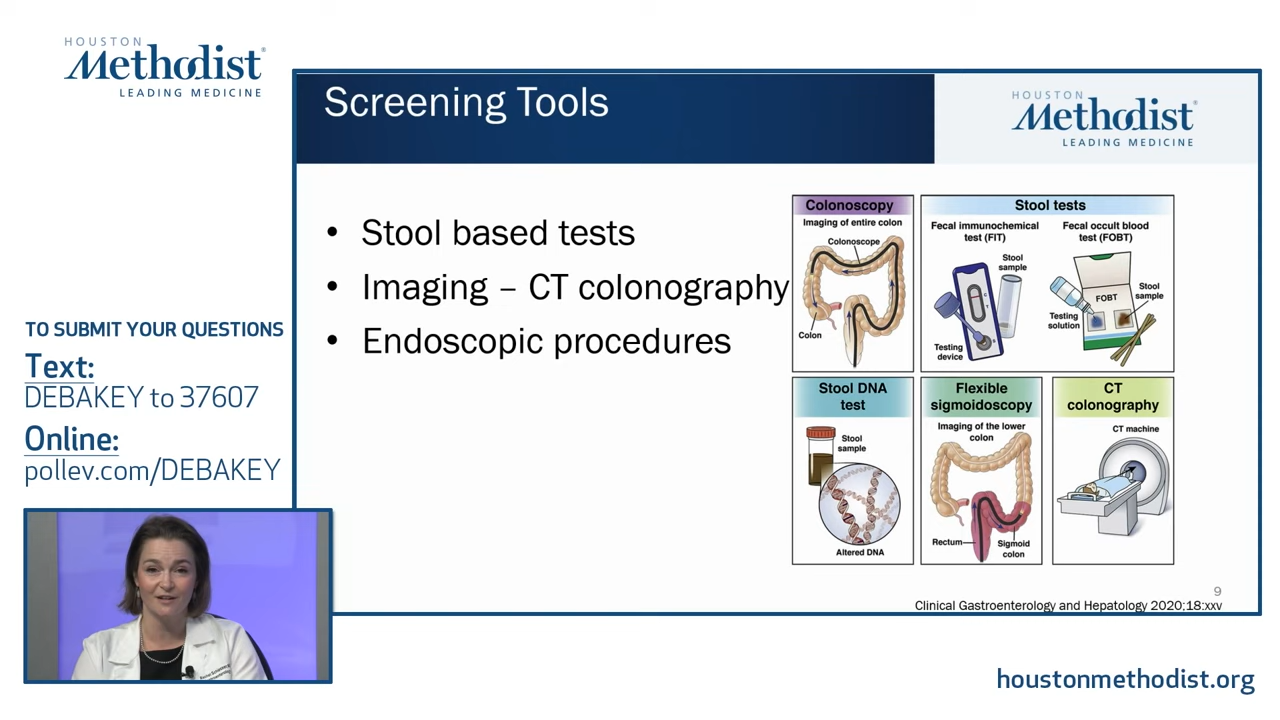 HOUSTON
Methodist®
LEADING MEDICINE
Screening Tools
HOUSTON
Methodist®
LEADING MEDICINE
• Stool based tests
• Imaging – CT colonography
• Endoscopic procedures
Colonoscopy
Imaging of entire colon
Colonoscope
Colon
Stool tests
Fecal immunochemical
test (FIT)
Stool
sample
Testing
device
Fecal occult blood
test (FOBT)
FOBT
Stool
sample
Testing
solution
Stool DNA
test
Stool
sample
Altered DNA
Flexible
sigmoidoscopy
Imaging of the lower
colon
Rectum
Sigmoid
colon
CT
colonography
CT machine
9
Clinical Gastroenterology and Hepatology 2020;18:xxv
TO SUBMIT YOUR QUESTIONS
Text:
DEBAKEY to 37607
Online:
pollev.com/DEBAKEY
houstonmethodist.org